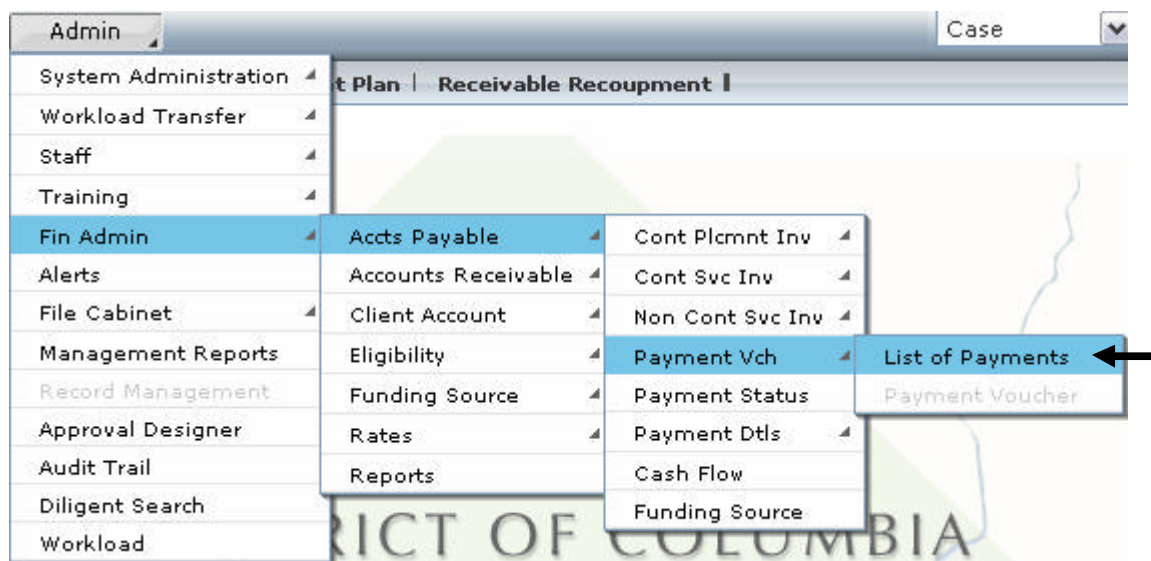 Admin
Case
System Administration
t Plan | Receivable Recoupment |
Workload Transfer
Staff
Training
Fin Admin
Alerts
File Cabinet
Management Reports
Record Management
Approval Designer
Audit Trail
Diligent Search
Workload
Accts Payable
Accounts Receivable
Client Account
Eligibility
Funding Source
Rates
Reports
Cont Plcmnt Inv
Cont Svc Inv
Non Cont Svc Inv
Payment Vch
Payment Status
Payment Dtls
Cash Flow
Funding Source
List of Payments
Payment Voucher
RICT OF COLUMBIA